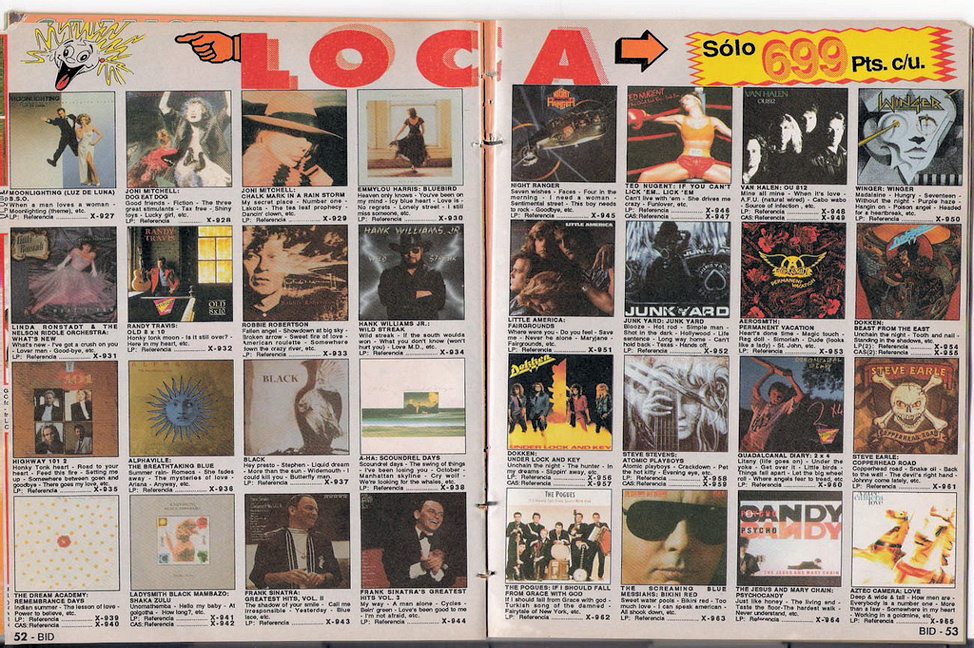 LOCA
Sólo 699 Pts. c/u.
MOONLIGHTING (LUZ DE LUNA)
B.S.O.
When a man loves a woman -
Moonlighting (theme), etc.
LP: Referencia X-927
JONI MITCHELL:
DOG EAT DOG
Good friends - Fiction - The three
great stimulants - Tax free - Shiny
toys - Lucky girl, etc.
LP: Referencia X-928
JONI MITCHELL:
CHALK MARK IN A RAIN STORM
My secret place - Number one -
Lakota - The tea leaf prophecy -
Dancin' clown, etc.
LP: Referencia X-929
EMMYLOU HARRIS: BLUEBIRD
Heaven only knows - You've been on
my mind - Icy blue heart - Love is -
No regrets - Lonely street - I still
miss someone, etc.
LP: Referencia X-930
NIGHT RANGER
Seven wishes - Faces - Four in the
morning - I need a woman -
Sentimental street - This boy needs
to rock - Goodbye, etc.
LP: Referencia X-945
TED NUGENT: IF YOU CAN'T
LICK 'EM.. LICK 'EM
Can't live with 'em - She drives me
crazy - Funlover, etc.
LP: Referencia X-946
CAS: Referencia X-947
VAN HALEN: OU 812
Mine all mine - When it's love -
A.F.U. (natural wired) - Cabo wabo
- Source of infection, etc.
LP: Referencia X-948
CAS: Referencia X-949
WINGER: WINGER
Madalaine - Hungry - Seventeen -
Without the night - Purple haze -
Hangin on - Poison angel - Headed
for a heartbreak, etc.
LP: Referencia X-950
LINDA RONSTADT & THE
NELSON RIDDLE ORCHESTRA:
WHAT'S NEW
What's new - I've got a crush on you
- Lover man - Good-bye, etc.
LP: Referencia X-931
RANDY TRAVIS:
OLD 8 x 10
Honky tonk moon - Is it still over? -
Here in my heart, etc.
LP: Referencia X-932
ROBBIE ROBERTSON
Fallen angel - Showdown at big sky -
Broken arrow - Sweet fire of love -
American roulette - Somewhere
down the crazy river, etc.
LP: Referencia X-933
HANK WILLIAMS JR.:
WILD STREAK
Wild streak - If the south would
won - What you don't know (won't
hurt you) - Love M.D., etc.
LP: Referencia X-934
LITTLE AMERICA:
FAIRGROUNDS
Where were you - Do you feel - Save
me - Never he alone - Maryjane -
Fairgrounds, etc.
LP: Referencia X-951
JUNK YARD: JUNK YARD
Blooze - Hot rod - Simple man -
Shot in the dark - Hollywood - Life
sentence - Long way home - Can't
hold back - Texas - Hands off.
LP: Referencia X-952
AEROSMITH:
PERMANENT VACATION
Heart's done time - Magic touch -
Rag doll - Simoriah - Dude (looks
like a lady) - St. John, etc.
LP: Referencia X-953
DOKKEN:
BEAST FROM THE EAST
Unchain the night - Tooth and nail -
Standing in the shadows, etc.
LP(2): Referencia X-954
CAS(2): Referencia X-955
HIGHWAY 101 2
Honky Tonk heart - Road to your
heart - Feed this fire - Setting me
up - Somewhere between goon and
goodbye - There goes my love, etc.
LP: Referencia X-935
ALPHAVILLE:
THE BREATHTAKING BLUE
Summer rain - Romeos - She fades
away - The mysteries of love -
Ariana - Anyway, etc.
LP: Referencia X-936
BLACK
Hey presto - Stephen - Liquid dream
- More than the sun - Widemouth - I
could kill you - Butterfly man.
LP: Referencia X-937
A-HA: SCOUNDREL DAYS
Scoundrel days - The swing of things
- I've been losing you - October -
Manhattan skyline - Cry wolf -
We're looking for the whales, etc.
LP: Referencia X-938
DOKKEN:
UNDER LOCK AND KEY
Unchain the night - The hunter - In
my dreams - Slippin' away, etc.
LP: Referencia X-956
CAS: Referencia X-957
STEVE STEVENS:
ATOMIC PLAYBOYS
Atomic playboys - Crackdown - Pet
the hot kitty - Evening eye, etc.
LP: Referencia X-958
CAS: Referencia X-959
GUADALCANAL DIARY: 2 x 4
Litany (life goes on) - Under the
yoke - Get over it - Little birds -
Things fall apart - Let the big wheel
roll - Where angels fear to tread, etc.
LP: Referencia X-960
STEVE EARLE:
COPPERHEAD ROAD
Copperhead road - Snake oil - Back
to the wall - The devil's right hand -
Johnny come lately, etc.
LP: Referencia X-961
THE DREAM ACADEMY:
REMEMBRANCE DAYS
Indian summer - The lesson of love -
Power to believe, etc.
LP: Referencia X-939
CAS: Referencia X-940
LADYSMITH BLACK MAMBAZO:
SHAKA ZULU
Unomathemba - Hello my baby - At
golgotha - How long?, etc.
LP: Referencia X-941
CAS: Referencia X-942
FRANK SINATRA:
GREATEST HITS, VOL. II
The shadow of your smile - Call me
Irresponsible - Yesterday - Blue
lace, etc.
LP: Referencia X-943
FRANK SINATRA'S GREATEST
HITS VOL. 3
My way - A man alone - Cycles -
Bein' green - Love's been good to me
- I'm not afraid, etc.
LP: Referencia X-944
THE POGUES: IF I SHOULD FALL
FROM GRACE WITH GOD
If I should fall from Grace with god -
Turkish song of the damned -
Fairytale of New York, etc.
LP: Referencia X-962
THE SCREAMING BLUE
MESSIAHS: BIKINI RED
Sweet water pools - Bikini red - Too
much love - I can speak american -
All shook down, etc.
LP: Referencia X-963
THE JESUS AND MARY CHAIN:
PSYCHOCANDY
Just like honey - The living end -
Taste the floor - The hardest walk -
Never understand, etc.
LP: Referencia X-964
AZTEC CAMERA: LOVE
Deep & wide & tall - How men are -
Everybody is a number one - More
than a law - Somewhere in my heart
- Working in a goldmine, etc.
LP: Referencia X-965
52 - BID
BID - 53